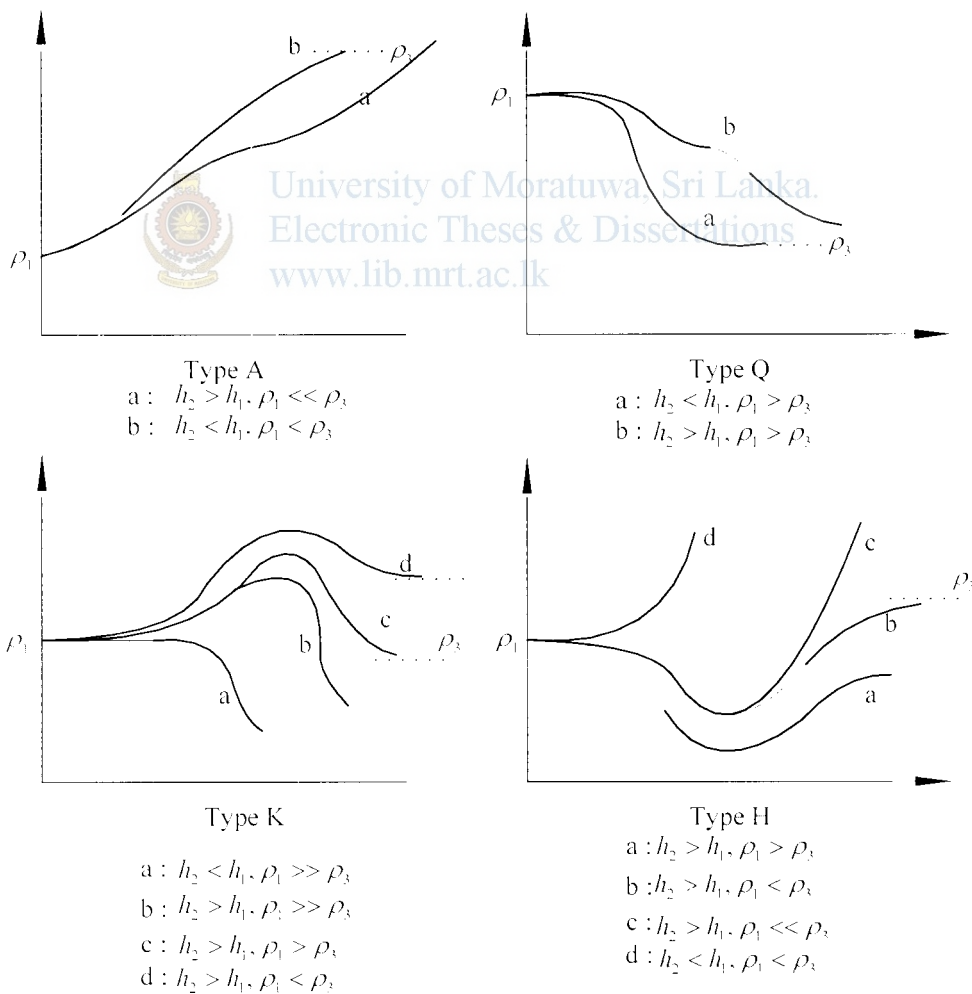 b
ρ₃
a
ρ₁
ρ₁
b
a
ρ₃
University of Moratuwa, Sri Lanka.
Electronic Theses & Dissertations
www.lib.mrt.ac.lk
Type A
a : h₂ > h₁, ρ₁ << ρ₃
b : h₂ < h₁, ρ₁ < ρ₃
Type Q
a : h₂ < h₁, ρ₁ > ρ₃
b : h₂ > h₁, ρ₁ > ρ₃
ρ₁
d
c
ρ₃
b
a
ρ₁
d
c
ρ₃
b
a
Type K
a : h₂ < h₁, ρ₁ >> ρ₃
b : h₂ > h₁, ρ₁ >> ρ₃
c : h₂ > h₁, ρ₁ > ρ₃
d : h₂ > h₁, ρ₁ < ρ₃
Type H
a : h₂ > h₁, ρ₁ > ρ₃
b : h₂ > h₁, ρ₁ < ρ₃
c : h₂ > h₁, ρ₁ << ρ₃
d : h₂ < h₁, ρ₁ < ρ₃